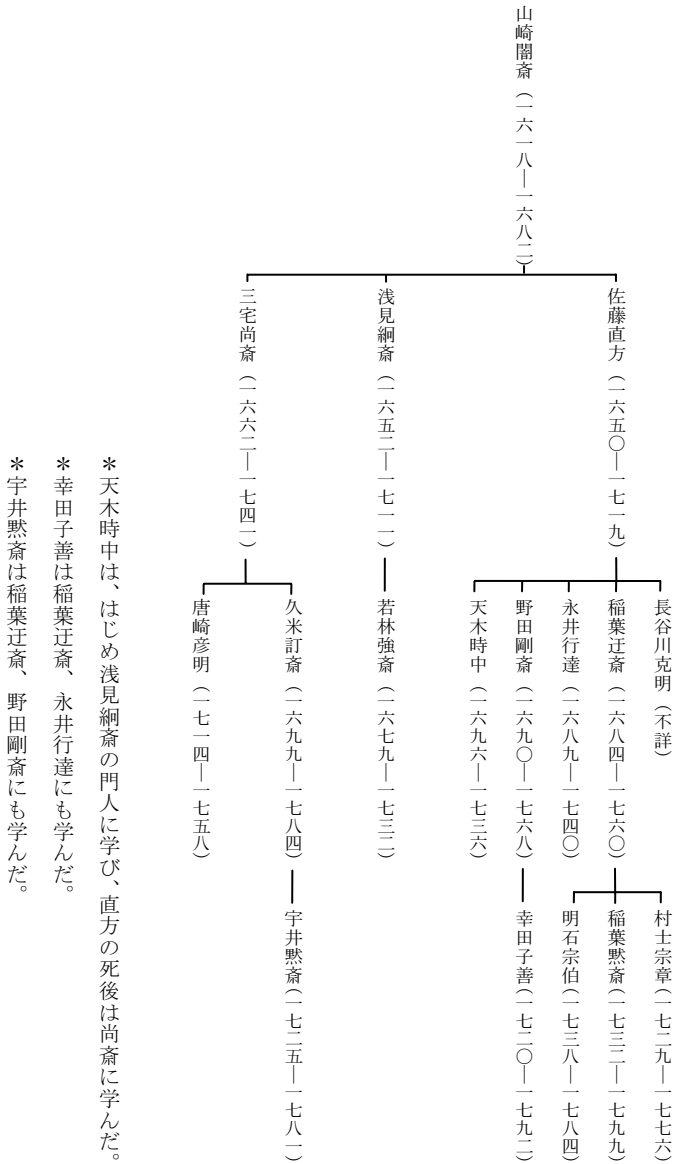 山崎闇斎（一六一八―一六八二）
佐藤直方（一六五〇―一七一九）
浅見絅斎（一六五二―一七一一）
三宅尚斎（一六六二―一七四一）
長谷川克明（不詳）
稲葉迂斎（一六八四―一七六〇）
永井行達（一六八九―一七四〇）
野田剛斎（一六九〇―一七六八）
天木時中（一六九六―一七三六）
若林強斎（一六七九―一七三二）
久米訂斎（一六九九―一七八四）
唐崎彦明（一七一四―一七五八）
村士宗章（一七二九―一七七六）
稲葉黙斎（一七三二―一七九九）
明石宗伯（一七三八―一七八四）
幸田子善（一七二〇―一七九二）
宇井黙斎（一七二五―一七八一）
＊天木時中は、はじめ浅見絅斎の門人に学び、直方の死後は尚斎に学んだ。
＊幸田子善は稲葉迂斎、永井行達にも学んだ。
＊宇井黙斎は稲葉迂斎、野田剛斎にも学んだ。